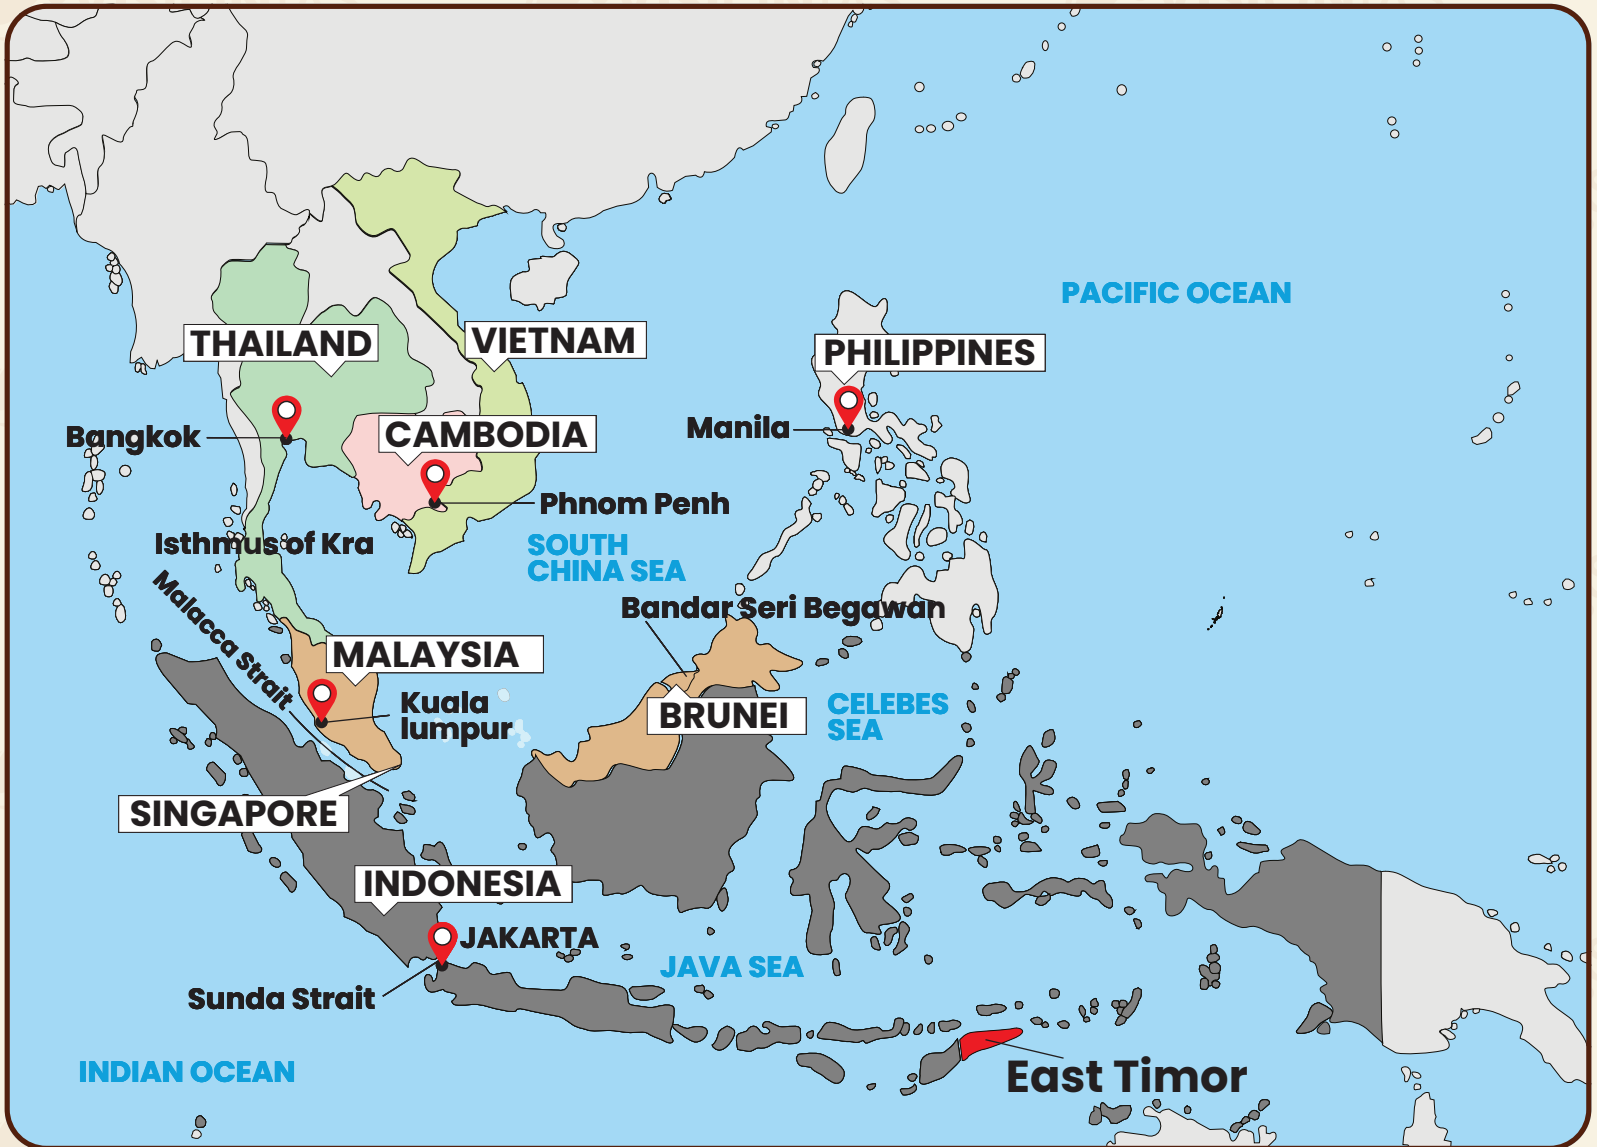 PACIFIC OCEAN
THAILAND
VIETNAM
PHILIPPINES
Bangkok
CAMBODIA
Manila
Phnom Penh
Isthmus of Kra
SOUTH
CHINA SEA
Malacca Strait
Bandar Seri Begawan
MALAYSIA
Kuala
lumpur
BRUNEI
CELEBES
SEA
SINGAPORE
INDONESIA
JAKARTA
JAVA SEA
Sunda Strait
INDIAN OCEAN
East Timor